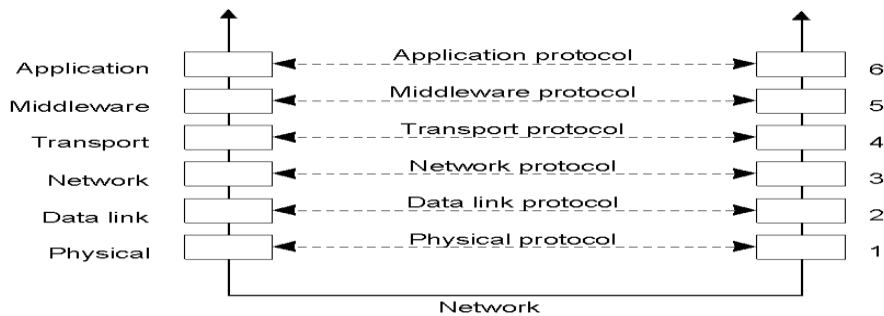 Application Application protocol 6
Middleware Middleware protocol 5
Transport Transport protocol 4
Network Network protocol 3
Data link Data link protocol 2
Physical Physical protocol 1
Network